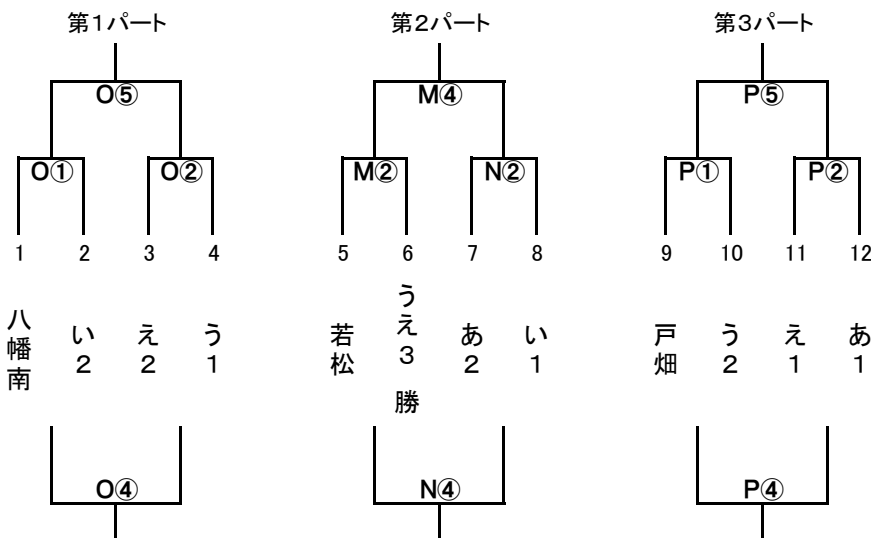 第1パート 第2パート 第3パート
O⑤ M④ P⑤
O① O② M② N② P① P②
1 2 3 4 5 6 7 8 9 10 11 12
八幡南
い2
え2
う1
若松
うえ3 勝
あ2
い1
戸畑
う2
え1
あ1
O④ N④ P④